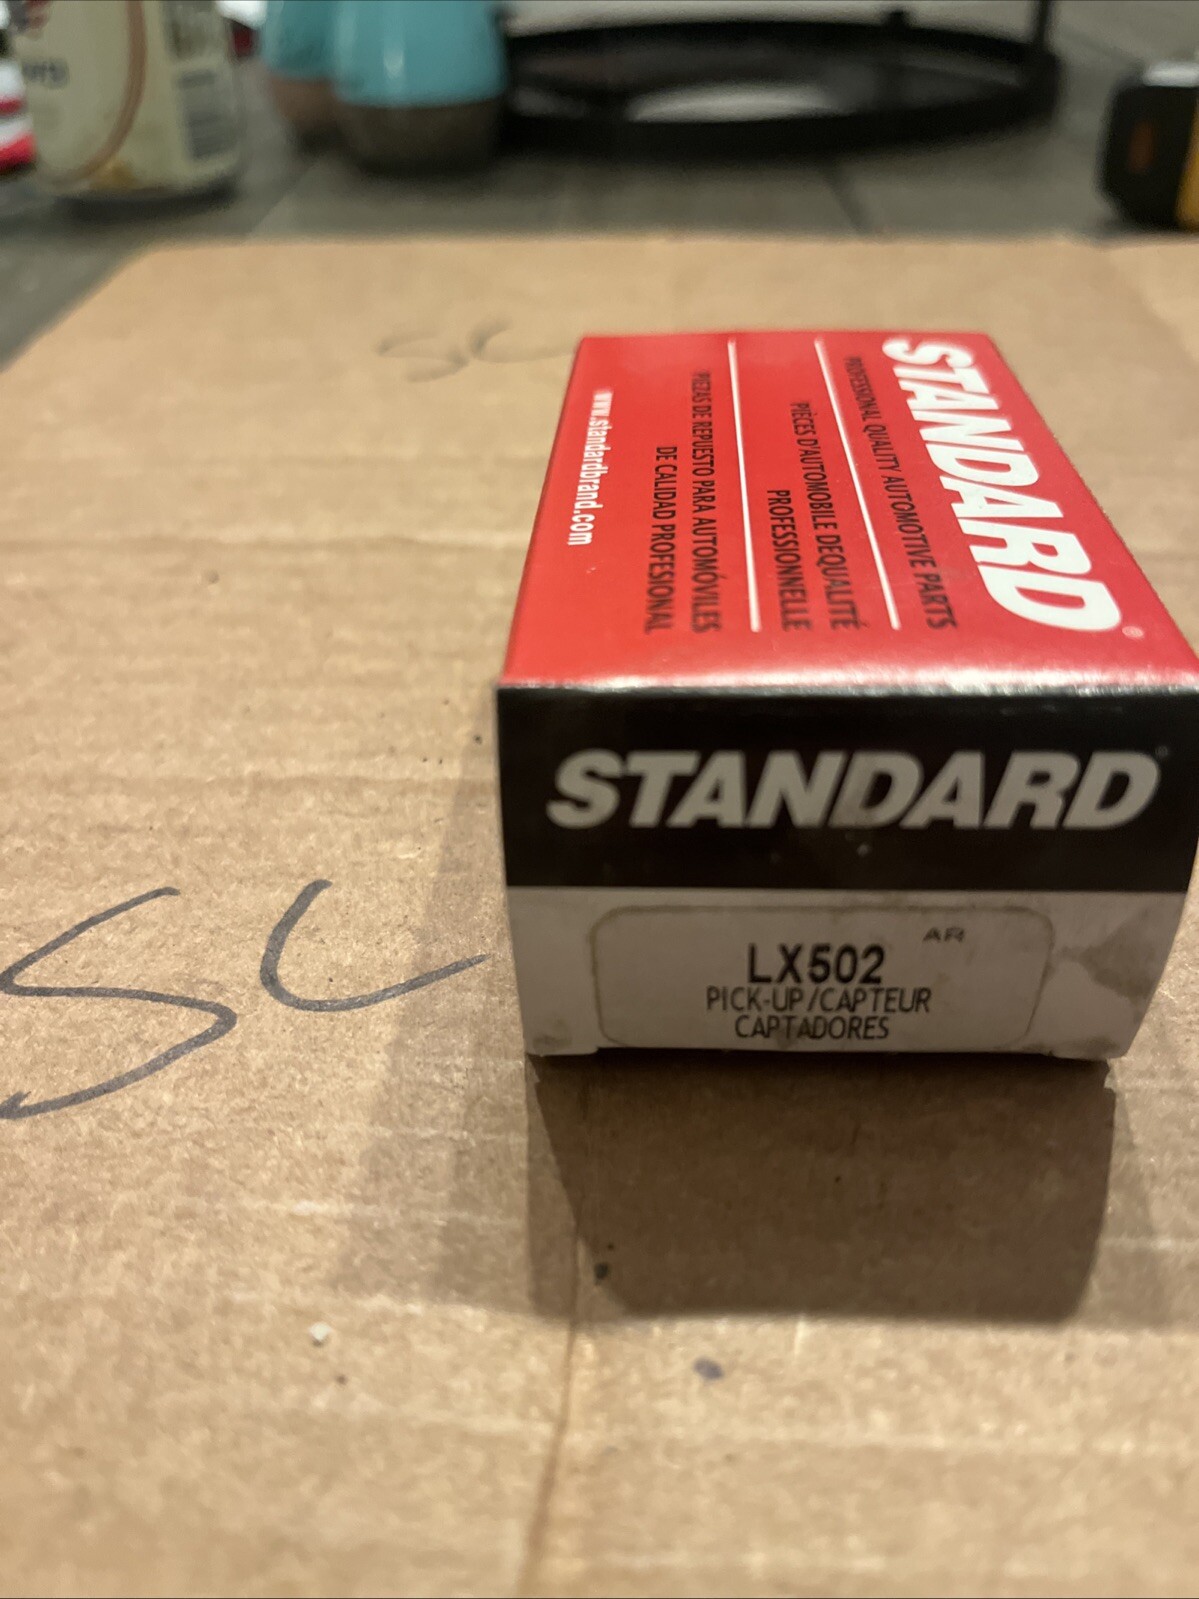 SC
STANDARD®
PROFESSIONAL QUALITY AUTOMOTIVE PARTS
PIÈCES D'AUTOMOBILE DEQUALITÉ
PROFESSIONNELLE
PIEZAS DE REPUESTO PARA AUTOMÓVILES
DE CALIDAD PROFESIONAL
www.standardbrand.com
STANDARD
AR
LX502
PICK-UP/CAPTEUR
CAPTADORES
SC